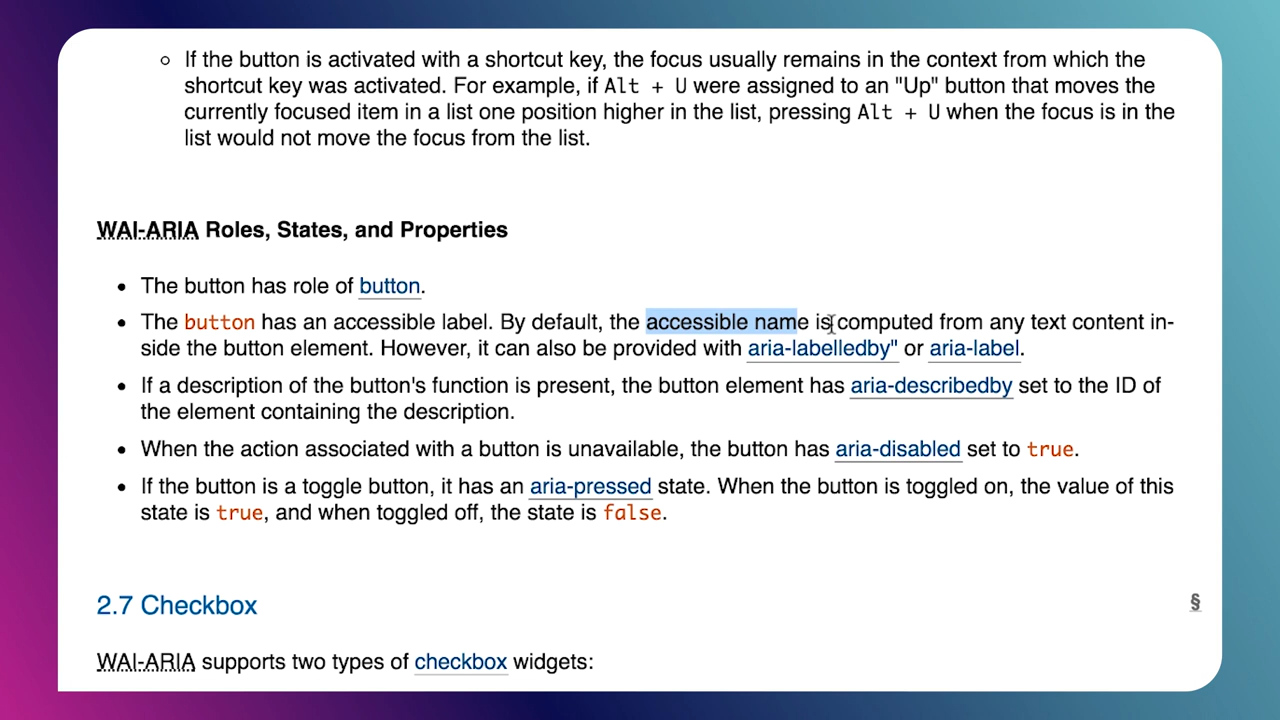 If the button is activated with a shortcut key, the focus usually remains in the context from which the
shortcut key was activated. For example, if Alt + U were assigned to an "Up" button that moves the
currently focused item in a list one position higher in the list, pressing Alt + U when the focus is in the
list would not move the focus from the list.
WAI-ARIA Roles, States, and Properties
The button has role of button.
The button has an accessible label. By default, the accessible name is computed from any text content in-
side the button element. However, it can also be provided with aria-labelledby" or aria-label.
If a description of the button's function is present, the button element has aria-describedby set to the ID of
the element containing the description.
When the action associated with a button is unavailable, the button has aria-disabled set to true.
If the button is a toggle button, it has an aria-pressed state. When the button is toggled on, the value of this
state is true, and when toggled off, the state is false.
2.7 Checkbox §
WAI-ARIA supports two types of checkbox widgets: